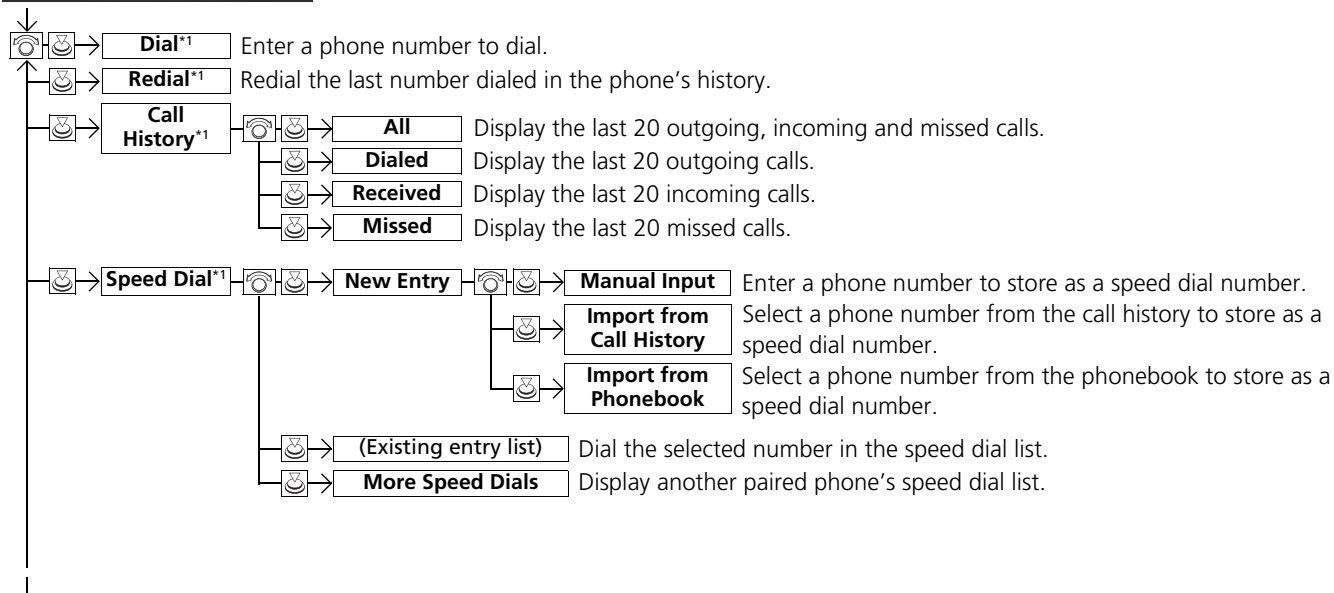 Dial*1 Enter a phone number to dial.
Redial*1 Redial the last number dialed in the phone's history.
Call
History*1
All Display the last 20 outgoing, incoming and missed calls.
Dialed Display the last 20 outgoing calls.
Received Display the last 20 incoming calls.
Missed Display the last 20 missed calls.
Speed Dial*1 New Entry Manual Input Enter a phone number to store as a speed dial number.
Import from
Call History
Select a phone number from the call history to store as a
speed dial number.
Import from
Phonebook
Select a phone number from the phonebook to store as a
speed dial number.
(Existing entry list) Dial the selected number in the speed dial list.
More Speed Dials Display another paired phone's speed dial list.